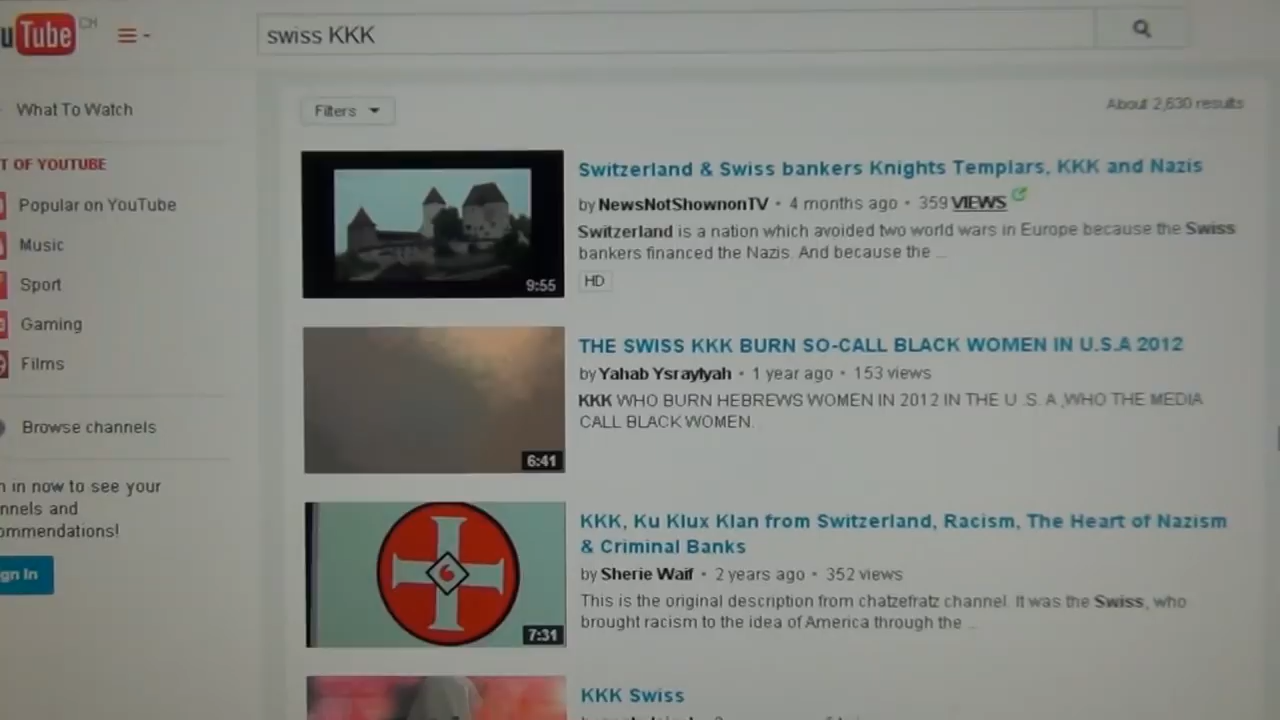 uTube CH
swiss KKK
What To Watch
Filters
About 2,630 results
T OF YOUTUBE
Popular on YouTube
Music
Sport
Gaming
Films
Browse channels
n in now to see your
nnels and
ommendations!
gn In
Switzerland & Swiss bankers Knights Templars, KKK and Nazis
by NewsNotShownonTV • 4 months ago • 359 VIEWS
Switzerland is a nation which avoided two world wars in Europe because the Swiss
bankers financed the Nazis. And because the ...
HD
9:55
THE SWISS KKK BURN SO-CALL BLACK WOMEN IN U.S.A 2012
by Yahab Ysraylyah • 1 year ago • 153 views
KKK WHO BURN HEBREWS WOMEN IN 2012 IN THE U S. A ,WHO THE MEDIA
CALL BLACK WOMEN.
6:41
KKK, Ku Klux Klan from Switzerland, Racism, The Heart of Nazism
& Criminal Banks
by Sherie Waif • 2 years ago • 352 views
This is the original description from chatzefratz channel. It was the Swiss, who
brought racism to the idea of America through the ...
7:31
KKK Swiss